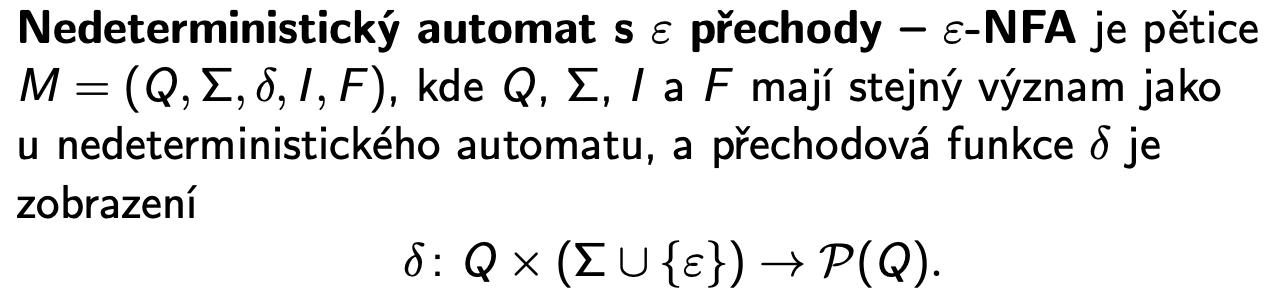 Nedeterministický automat s ε přechody – ε-NFA je pětice
M = (Q, Σ, δ, I, F), kde Q, Σ, I a F mají stejný význam jako
u nedeterministického automatu, a přechodová funkce δ je
zobrazení
δ: Q × (Σ ∪ {ε}) → 𝒫(Q).